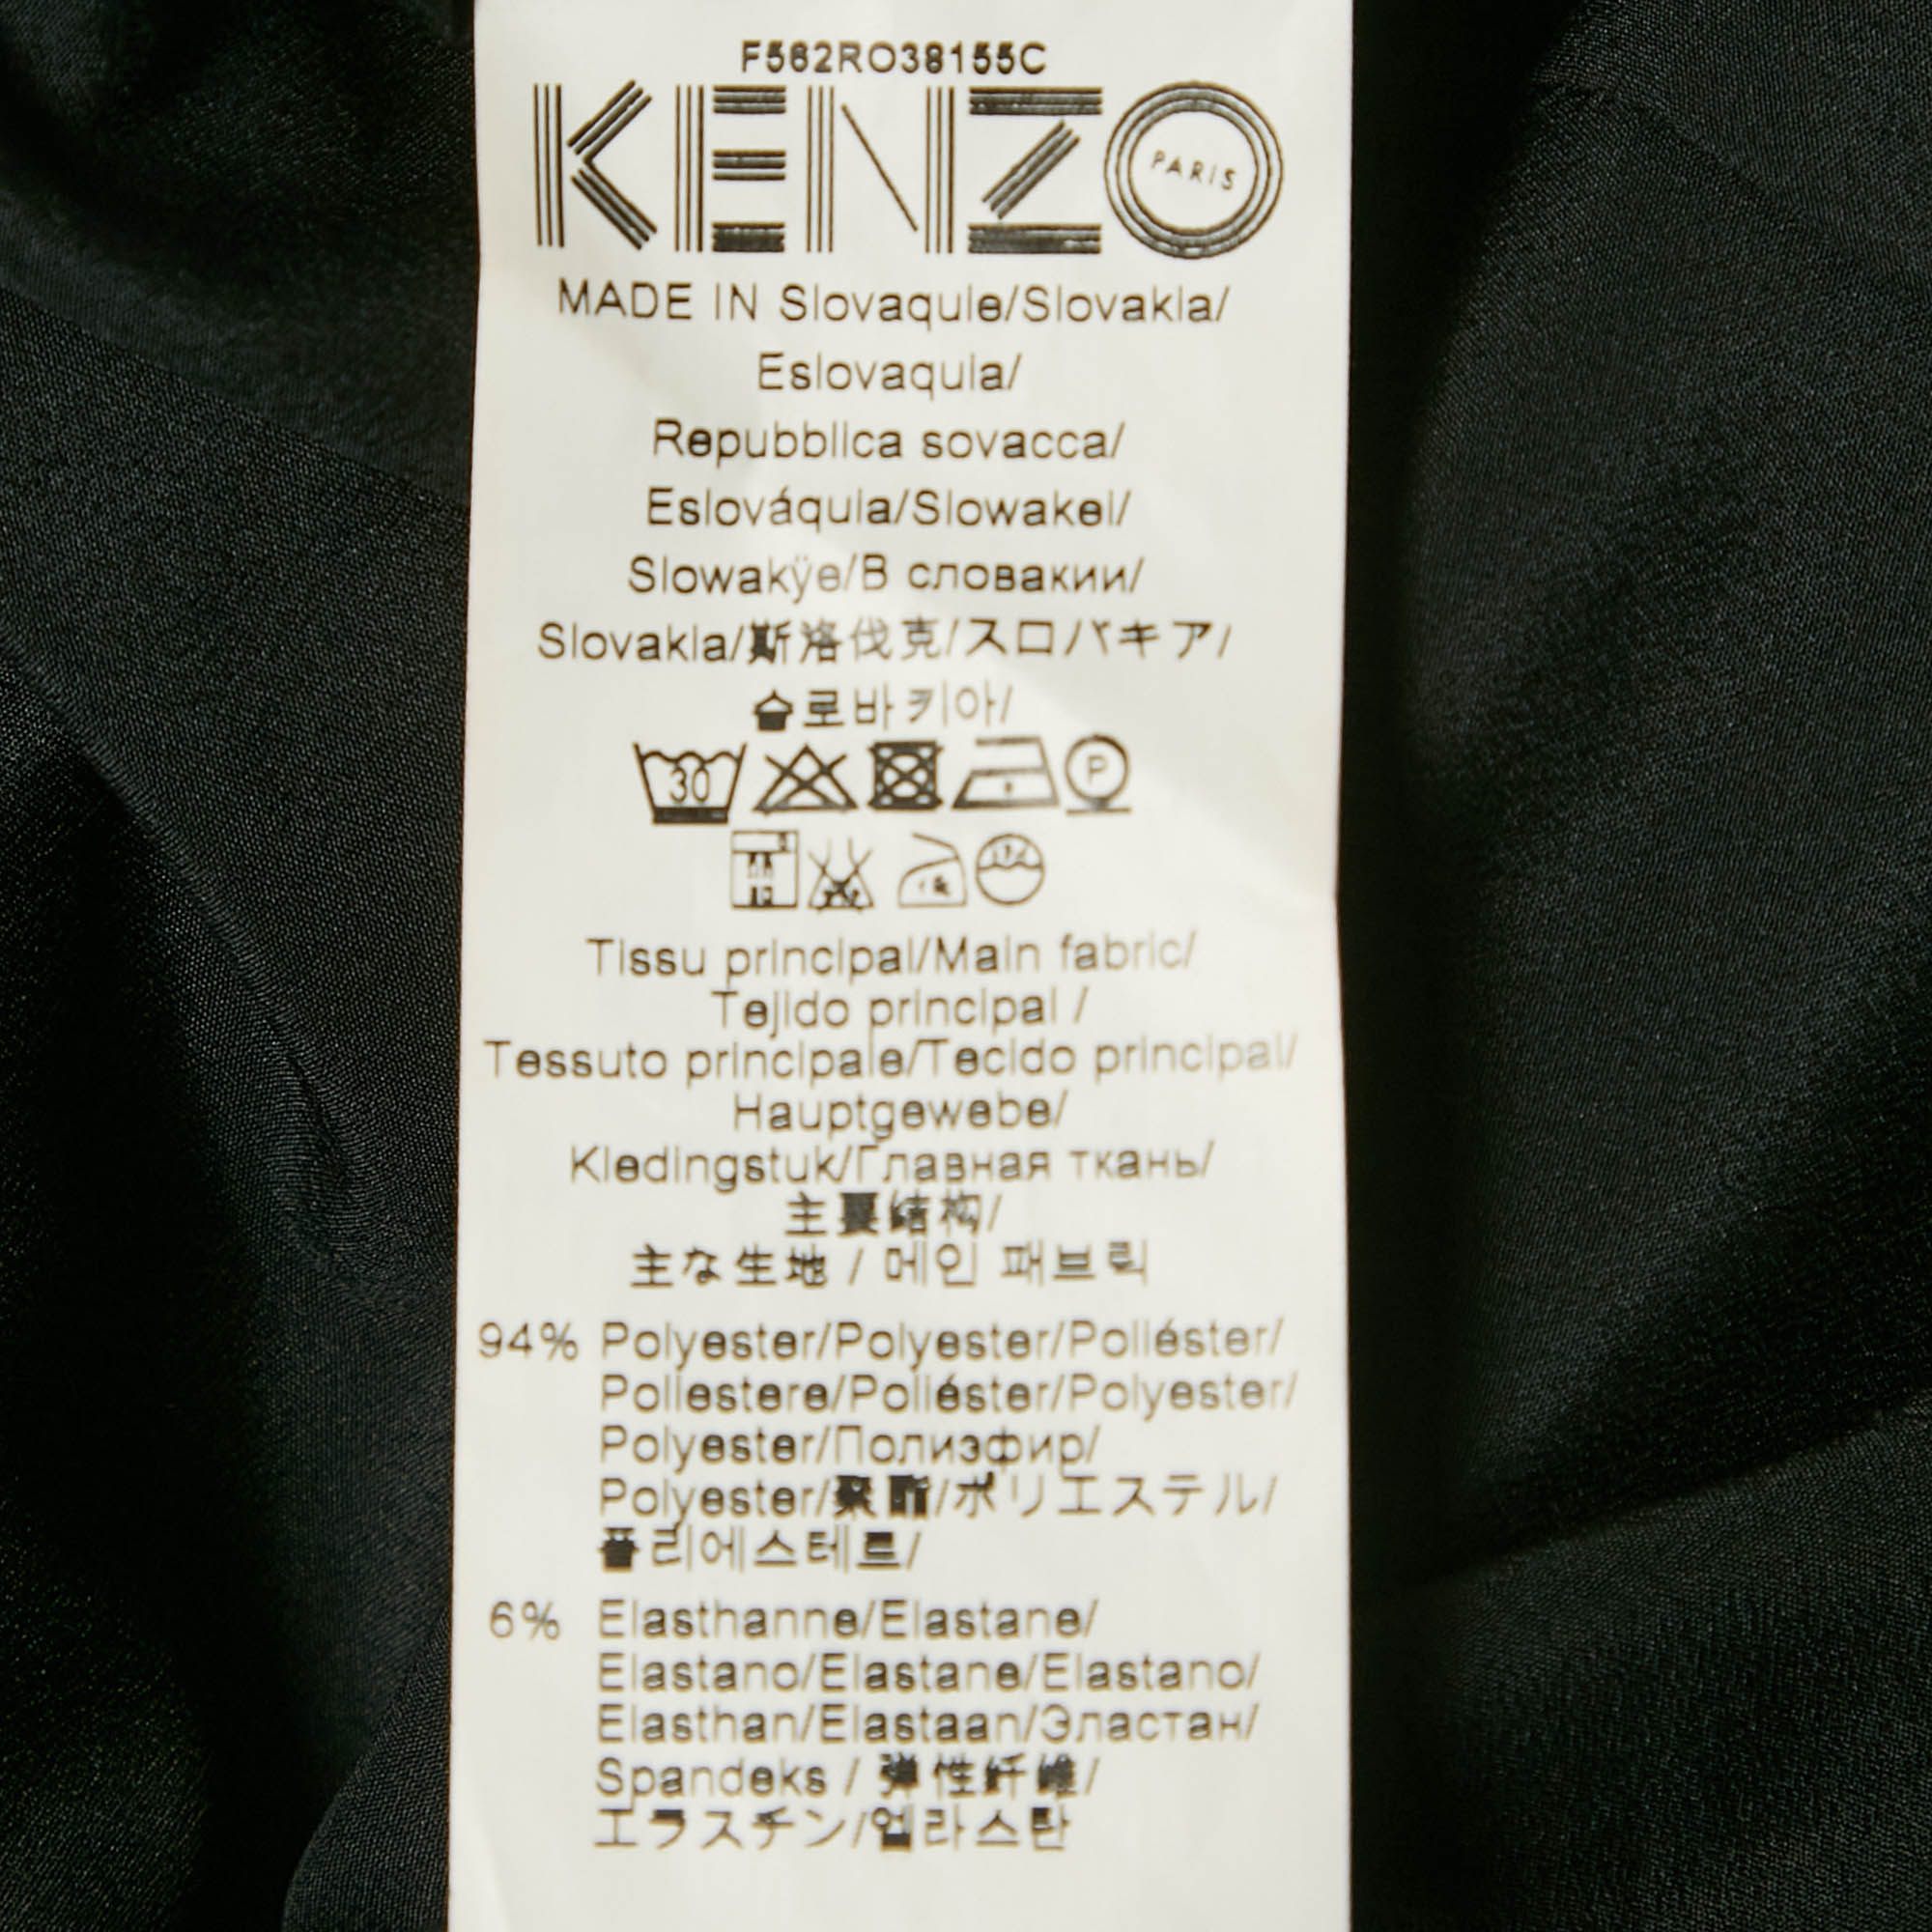 F562RO38155C
KENZO
PARIS
MADE IN Slovaquie/Slovakia/
Eslovaquia/
Repubblica sovacca/
Eslováquia/Slowakei/
Slowakÿe/В словакии/
Slovakia/斯洛伐克/スロバキア/
슬로바키아/
30 P
Tissu principal/Main fabric/
Tejido principal /
Tessuto principale/Tecido principal/
Hauptgewebe/
Kledingstuk/Главная ткань/
主要结构/
主な生地 / 메인 패브릭
94% Polyester/Polyester/Poliéster/
Poliestere/Poliéster/Polyester/
Polyester/Полиэфир/
Polyester/聚酯/ポリエステル/
폴리에스테르/
6% Elasthanne/Elastane/
Elastano/Elastane/Elastano/
Elasthan/Elastaan/Эластан/
Spandeks / 弹性纤维/
エラスチン/엘라스탄